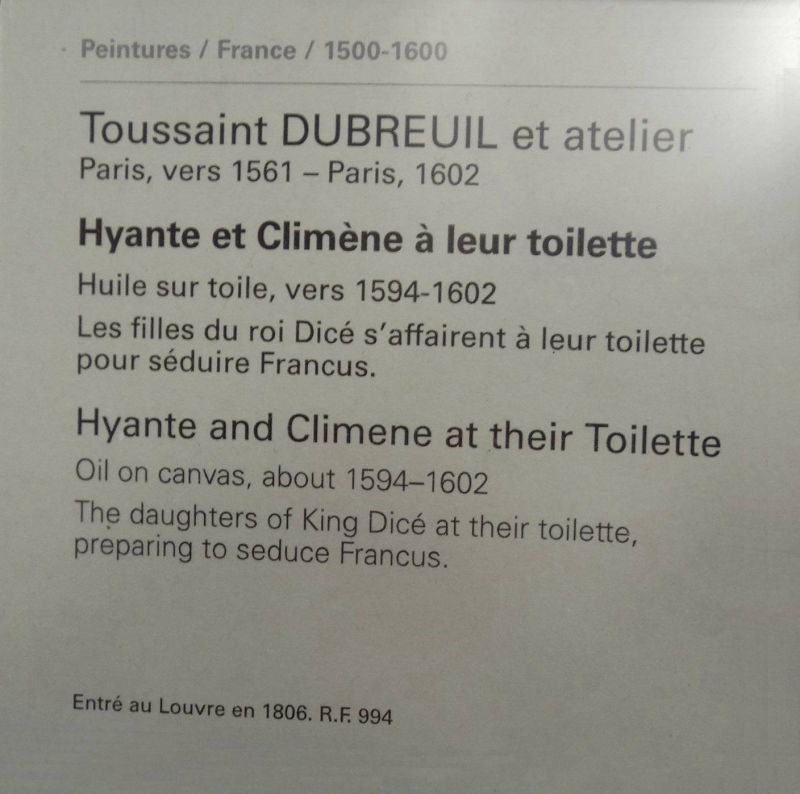 Peintures / France / 1500-1600
Toussaint DUBREUIL et atelier
Paris, vers 1561 – Paris, 1602
Hyante et Climène à leur toilette
Huile sur toile, vers 1594-1602
Les filles du roi Dicé s'affairent à leur toilette
pour séduire Francus.
Hyante and Climene at their Toilette
Oil on canvas, about 1594–1602
The daughters of King Dicé at their toilette,
preparing to seduce Francus.
Entré au Louvre en 1806. R.F. 994